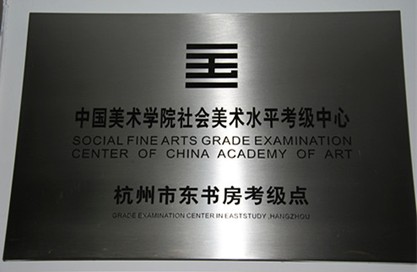 中国美术学院社会美术水平考级中心
SOCIAL FINE ARTS GRADE EXAMINATION
CENTER OF CHINA ACADEMY OF ART
杭州市东书房考级点
GRADE EXAMINATION CENTER IN EASTSTUDY ,HANGZHOU